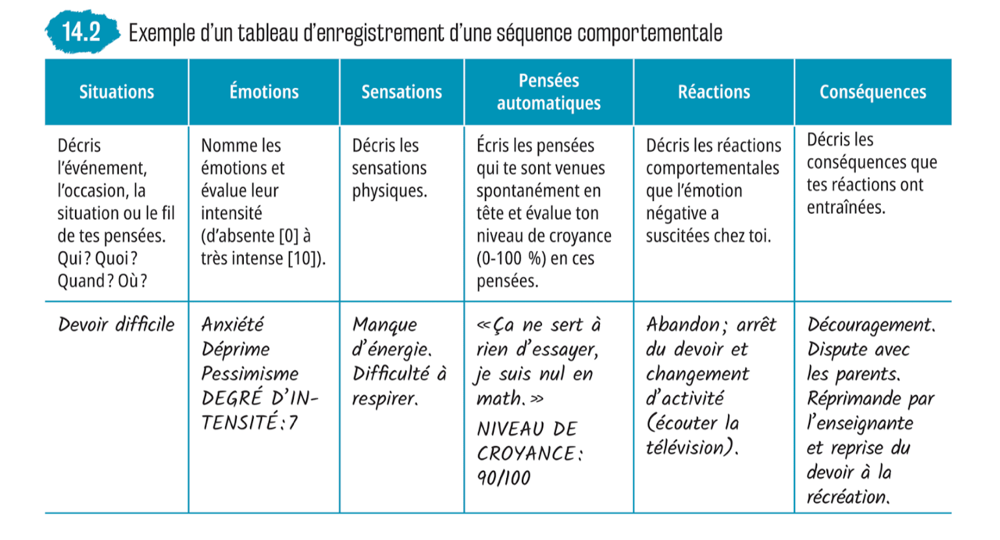 14.2 Exemple d’un tableau d’enregistrement d’une séquence comportementale
Situations
Émotions
Sensations
Pensées
automatiques
Réactions
Conséquences
Décris
l’événement,
l’occasion, la
situation ou le fil
de tes pensées.
Qui ? Quoi ?
Quand ? Où ?
Nomme les
émotions et
évalue leur
intensité
(d’absente [0] à
très intense [10]).
Décris les
sensations
physiques.
Écris les pensées
qui te sont venues
spontanément en
tête et évalue ton
niveau de croyance
(0-100 %) en ces
pensées.
Décris les réactions
comportementales
que l’émotion
négative a
suscitées chez toi.
Décris les
conséquences que
tes réactions ont
entraînées.
Devoir difficile
Anxiété
Déprime
Pessimisme
DEGRÉ D’IN-
TENSITÉ : 7
Manque
d’énergie.
Difficulté à
respirer.
« Ça ne sert à
rien d’essayer,
je suis nul en
math. »
NIVEAU DE
CROYANCE :
90/100
Abandon ; arrêt
du devoir et
changement
d’activité
(écouter la
télévision).
Découragement.
Dispute avec
les parents.
Réprimande par
l’enseignante
et reprise du
devoir à la
récréation.